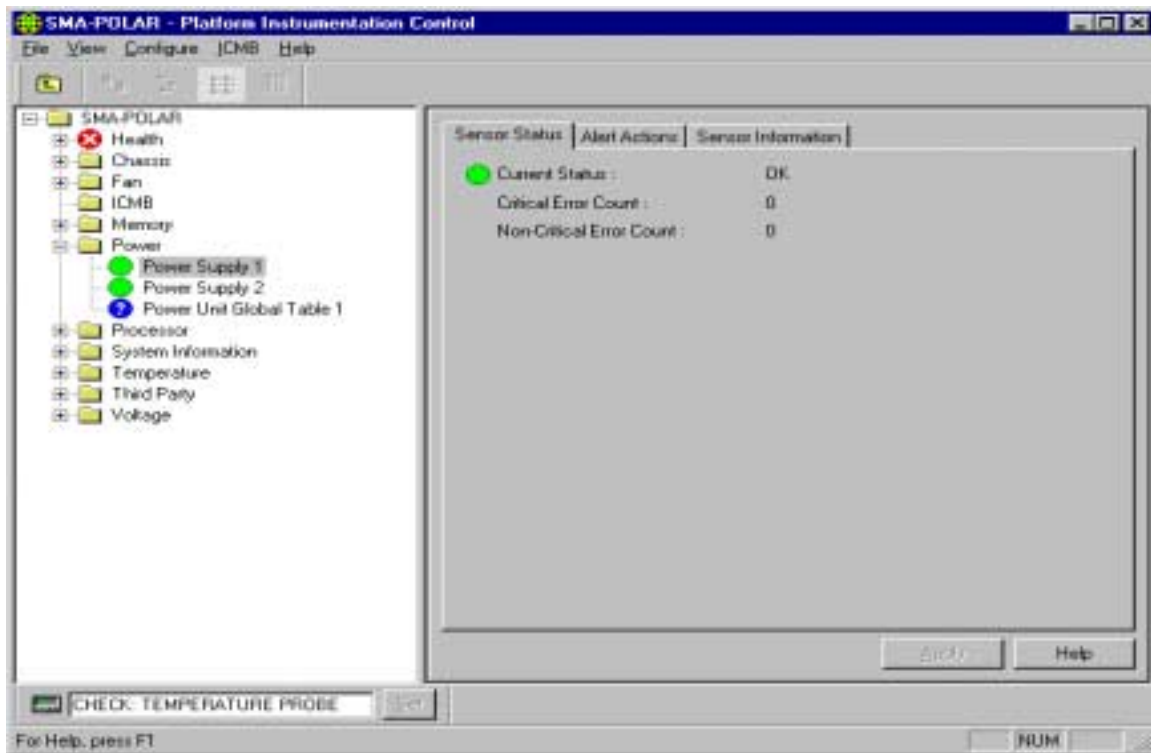 SMA-POLAR - Platform Instrumentation Control
File View Configure ICMB Help
SMA-POLAR
Health
Chassis
Fan
ICMB
Memory
Power
Power Supply 1
Power Supply 2
? Power Unit Global Table 1
Processor
System Information
Temperature
Third Party
Voltage
Sensor Status Alert Actions Sensor Information
Current Status : OK
Critical Error Count : 0
Non-Critical Error Count : 0
Apply Help
CHECK: TEMPERATURE PROBE Set
For Help, press F1 NUM